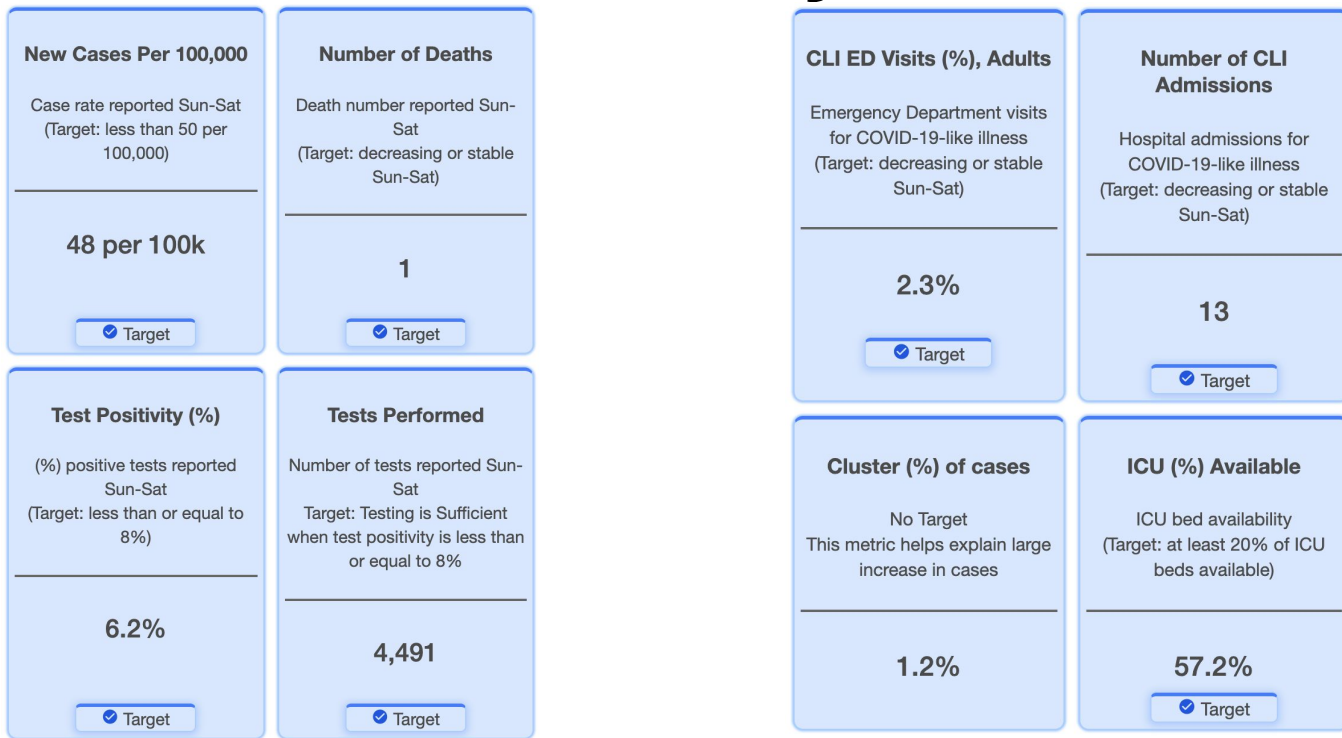 New Cases Per 100,000
Case rate reported Sun-Sat
(Target: less than 50 per
100,000)
48 per 100k
Target
Number of Deaths
Death number reported Sun-
Sat
(Target: decreasing or stable
Sun-Sat)
1
Target
CLI ED Visits (%), Adults
Emergency Department visits
for COVID-19-like illness
(Target: decreasing or stable
Sun-Sat)
2.3%
Target
Number of CLI
Admissions
Hospital admissions for
COVID-19-like illness
(Target: decreasing or stable
Sun-Sat)
13
Target
Test Positivity (%)
(%) positive tests reported
Sun-Sat
(Target: less than or equal to
8%)
6.2%
Target
Tests Performed
Number of tests reported Sun-
Sat
Target: Testing is Sufficient
when test positivity is less than
or equal to 8%
4,491
Target
Cluster (%) of cases
No Target
This metric helps explain large
increase in cases
1.2%
ICU (%) Available
ICU bed availability
(Target: at least 20% of ICU
beds available)
57.2%
Target